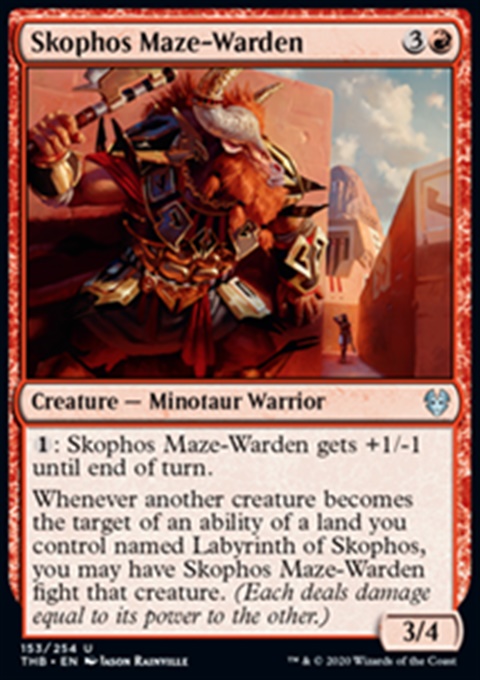 Skophos Maze-Warden 3
Creature — Minotaur Warrior
1: Skophos Maze-Warden gets +1/-1
until end of turn.
Whenever another creature becomes
the target of an ability of a land you
control named Labyrinth of Skophos,
you may have Skophos Maze-Warden
fight that creature. (Each deals damage
equal to its power to the other.)
3/4
153/254 U
THB • EN Jason Rainville
™ & © 2020 Wizards of the Coast